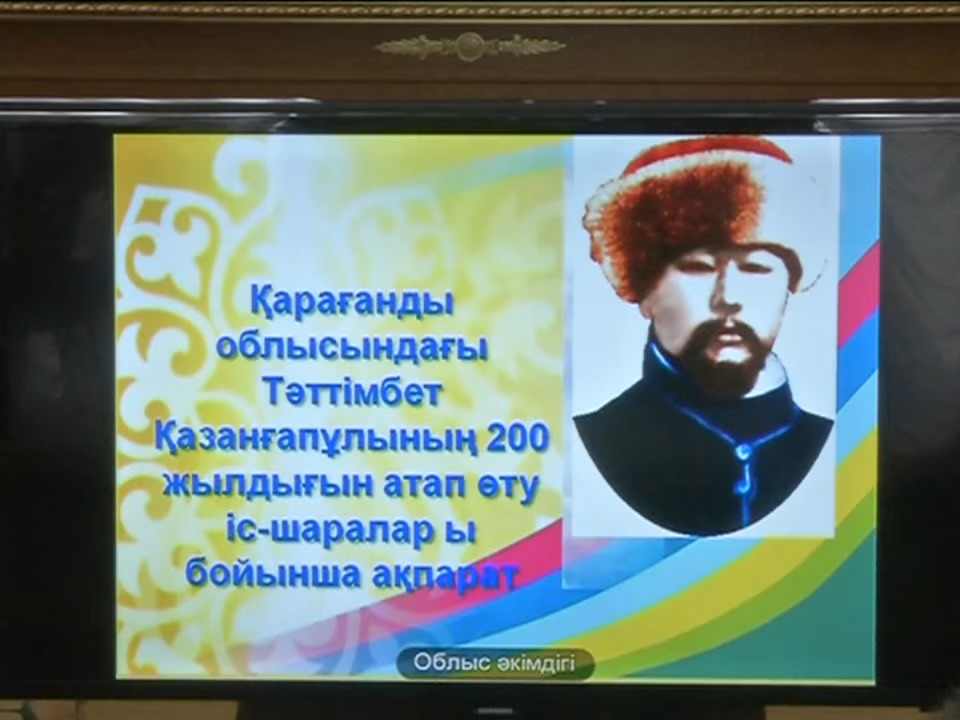 Қарағанды
облысындағы
Тәттімбет
Қазанғапұлының 200
жылдығын атап өту
іс-шаралар ы
бойынша ақпарат
Облыс әкімдігі